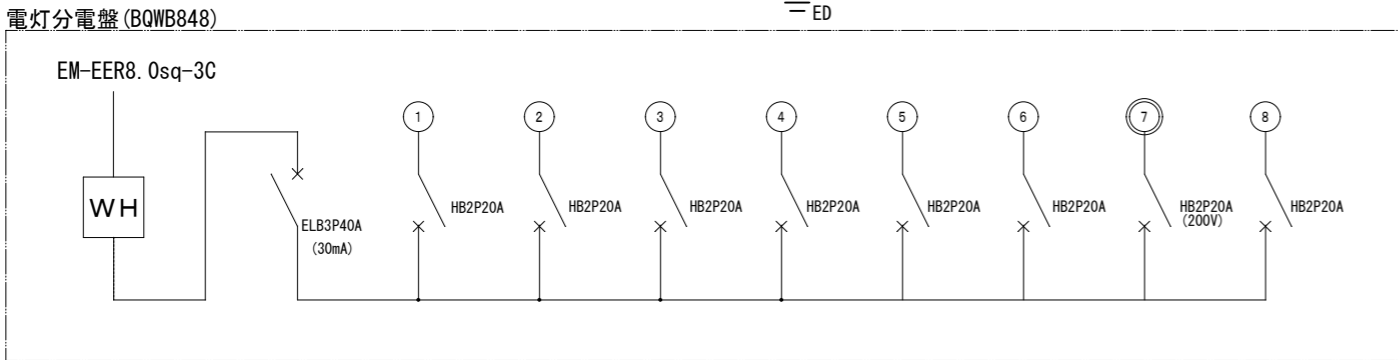 電灯分電盤(BQWB848)
ED
EM-EER8.0sq-3C
WH
ELB3P40A
(30mA)
1
HB2P20A
2
HB2P20A
3
HB2P20A
4
HB2P20A
5
HB2P20A
6
HB2P20A
7
HB2P20A
(200V)
8
HB2P20A